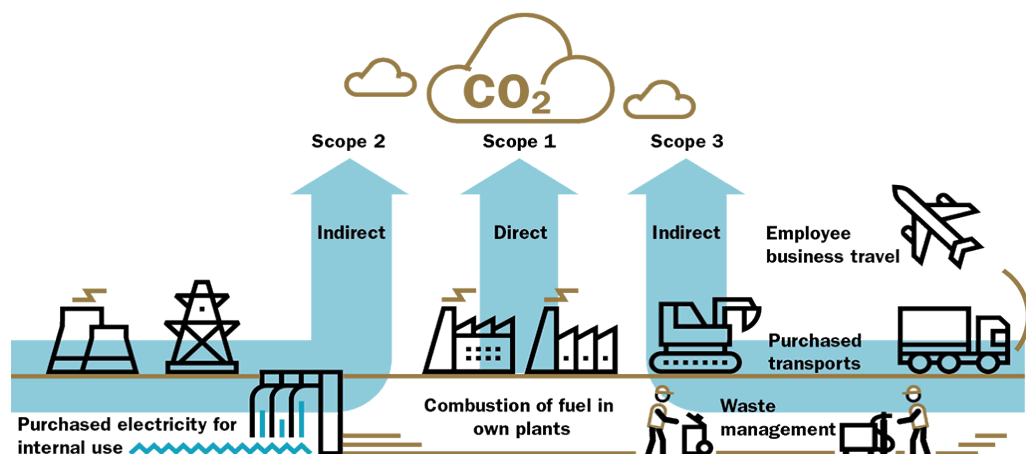 CO2
Scope 2
Scope 1
Scope 3
Indirect
Direct
Indirect
Employee
business travel
Purchased
transports
Purchased electricity for
internal use
Combustion of fuel in
own plants
Waste
management